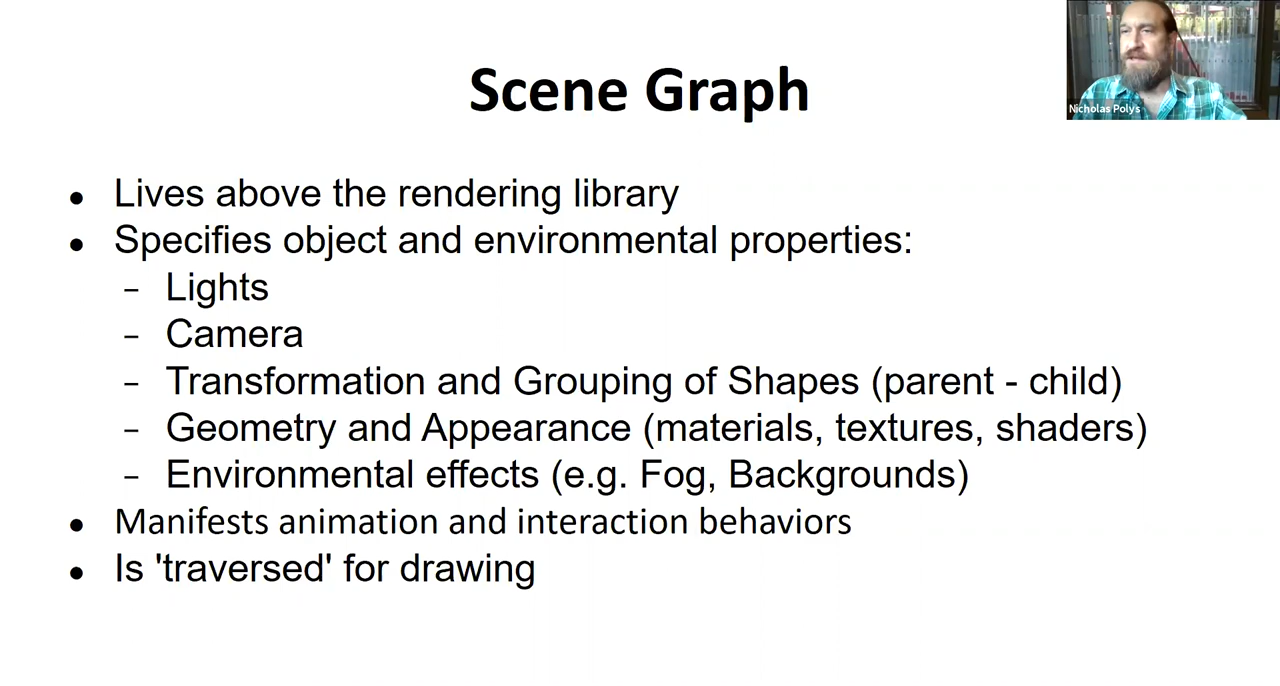 Scene Graph
Nicholas Polys
● Lives above the rendering library
● Specifies object and environmental properties:
– Lights
– Camera
– Transformation and Grouping of Shapes (parent - child)
– Geometry and Appearance (materials, textures, shaders)
– Environmental effects (e.g. Fog, Backgrounds)
● Manifests animation and interaction behaviors
● Is 'traversed' for drawing